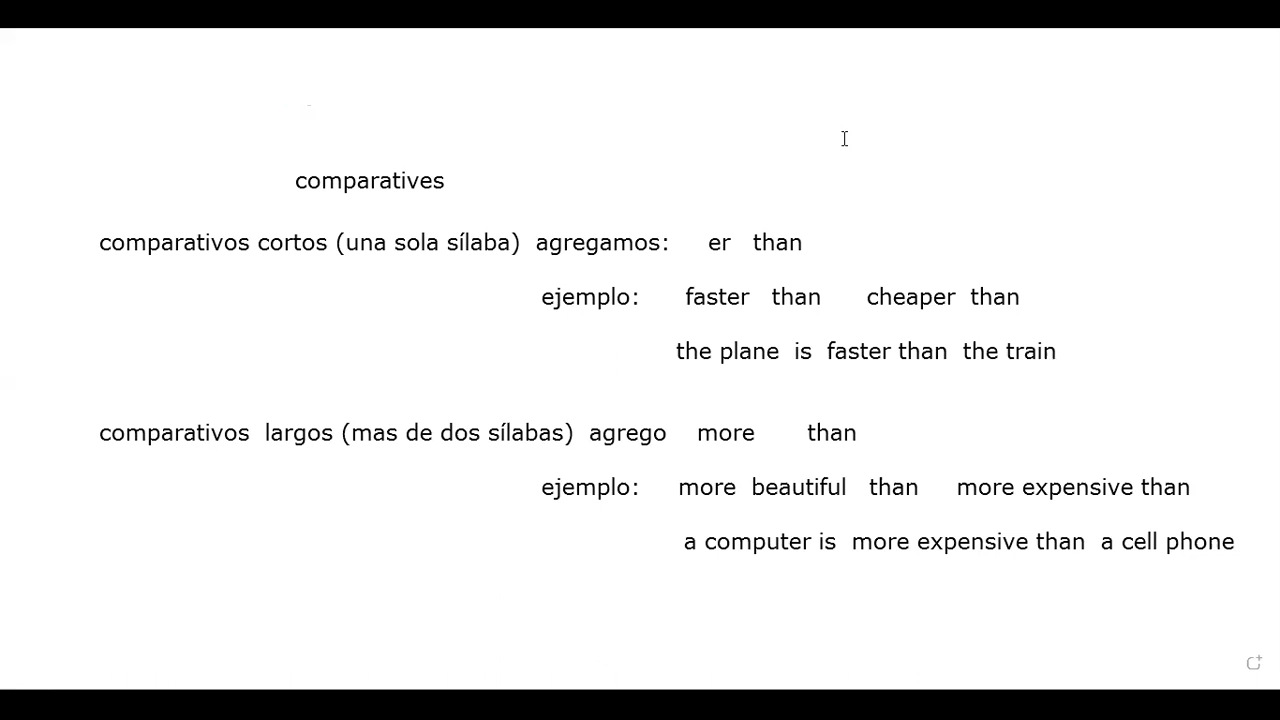 comparatives
comparativos cortos (una sola sílaba) agregamos: er than
ejemplo: faster than cheaper than
the plane is faster than the train
comparativos largos (mas de dos sílabas) agrego more than
ejemplo: more beautiful than more expensive than
a computer is more expensive than a cell phone